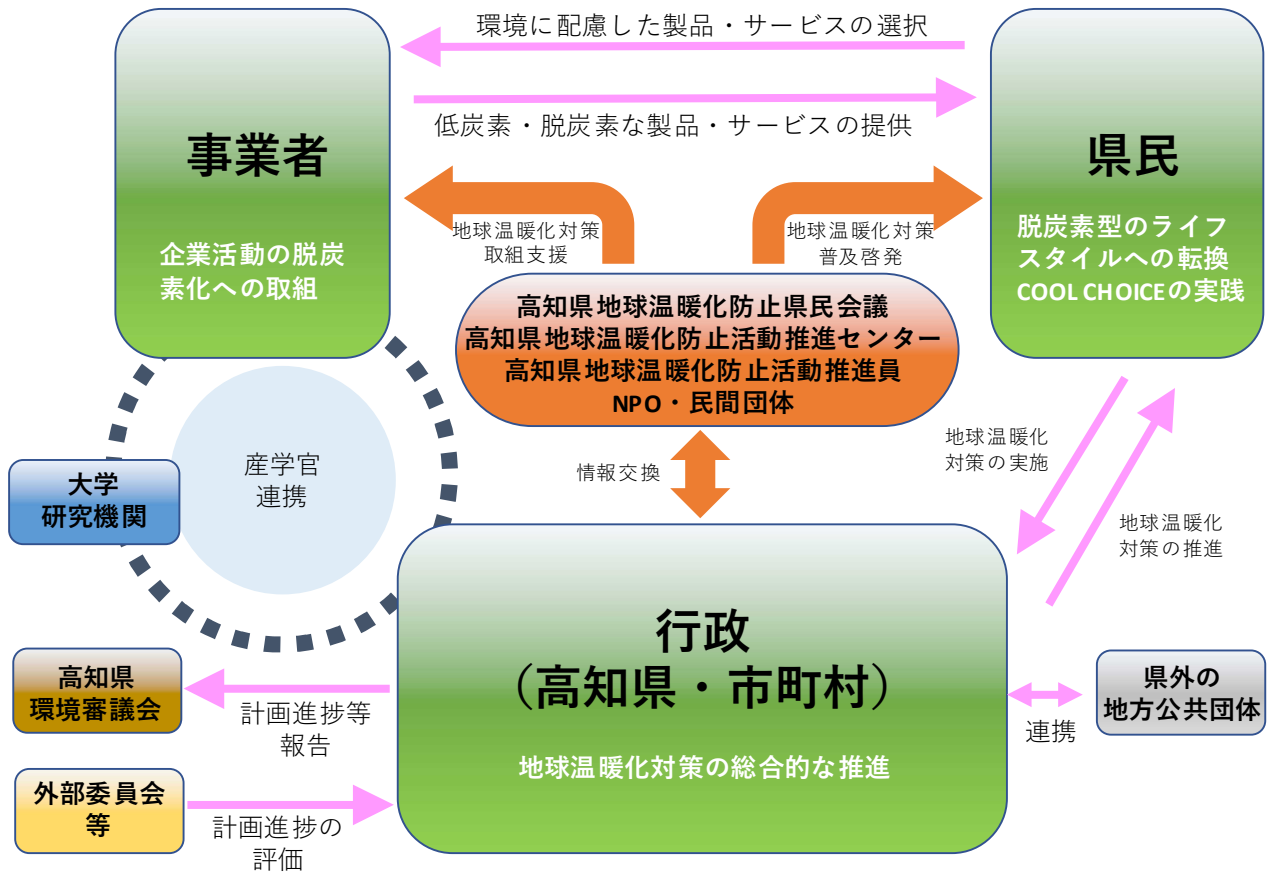 環境に配慮した製品・サービスの選択
低炭素・脱炭素な製品・サービスの提供
事業者
企業活動の脱炭
素化への取組
県民
脱炭素型のライフ
スタイルへの転換
COOL CHOICEの実践
地球温暖化対策
取組支援
地球温暖化対策
普及啓発
高知県地球温暖化防止県民会議
高知県地球温暖化防止活動推進センター
高知県地球温暖化防止活動推進員
NPO・民間団体
産学官
連携
大学
研究機関
情報交換
地球温暖化
対策の実施
地球温暖化
対策の推進
行政
（高知県・市町村）
地球温暖化対策の総合的な推進
高知県
環境審議会
計画進捗等
報告
県外の
地方公共団体
連携
外部委員会
等
計画進捗の
評価